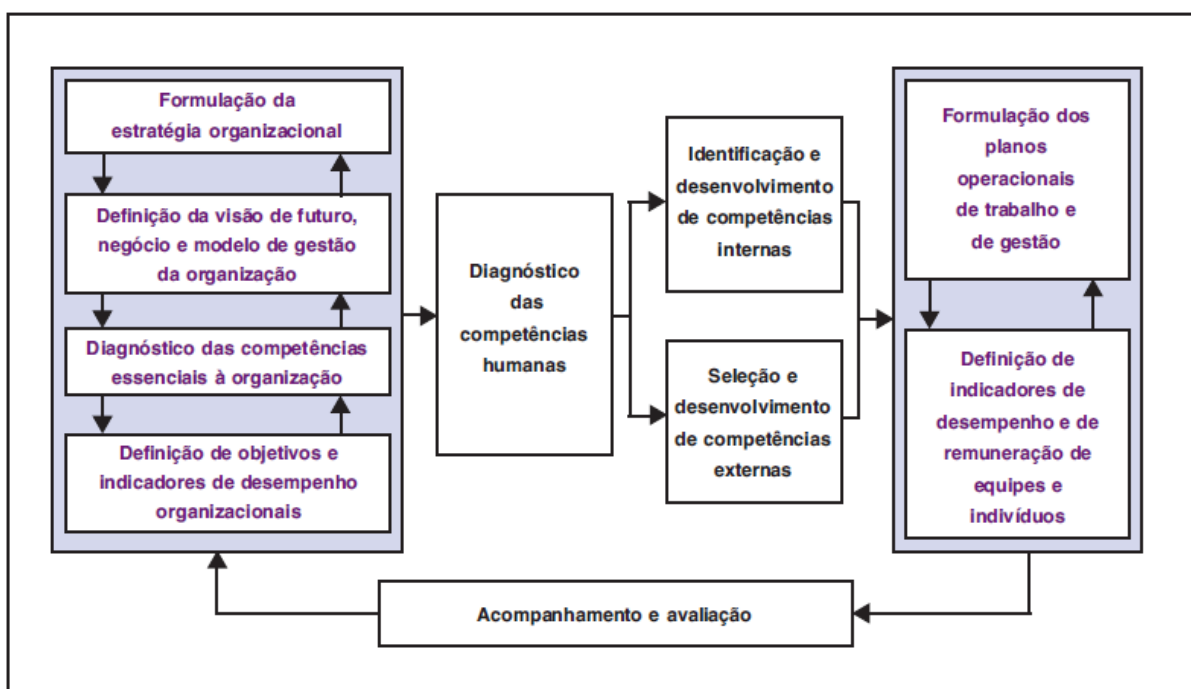 Formulação da
estratégia organizacional
Definição da visão de futuro,
negócio e modelo de gestão
da organização
Diagnóstico das competências
essenciais à organização
Definição de objetivos e
indicadores de desempenho
organizacionais
Diagnóstico
das
competências
humanas
Identificação e
desenvolvimento
de competências
internas
Seleção e
desenvolvimento
de competências
externas
Formulação dos
planos
operacionais
de trabalho e
de gestão
Definição de
indicadores de
desempenho e de
remuneração de
equipes e
indivíduos
Acompanhamento e avaliação